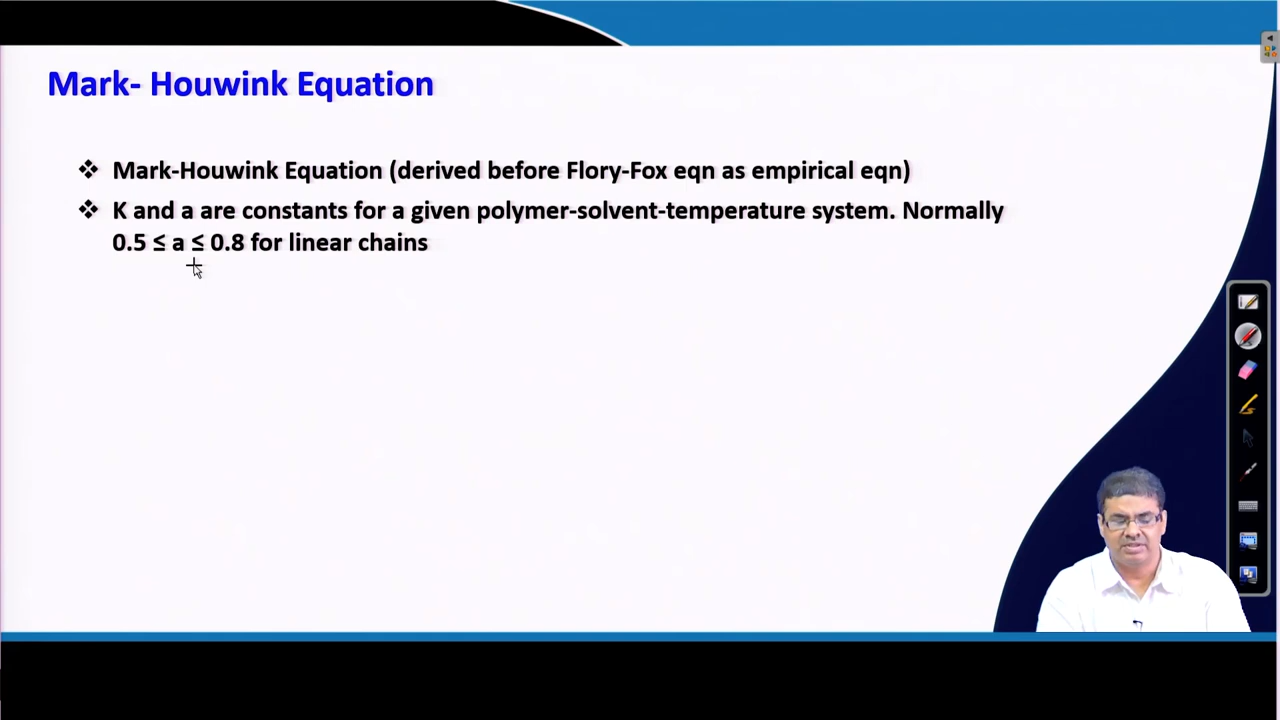 Mark- Houwink Equation
❖ Mark-Houwink Equation (derived before Flory-Fox eqn as empirical eqn)
❖ K and a are constants for a given polymer-solvent-temperature system. Normally
0.5 ≤ a ≤ 0.8 for linear chains